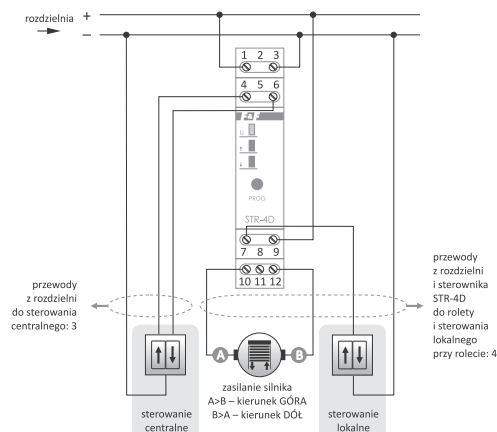 rozdzielnia +
–
1 2 3
4 5 6
F&F
U
↑
↓
PROG
STR-4D
7 8 9
10 11 12
przewody
z rozdzielni
do sterowania
centralnego: 3
przewody
z rozdzielni
i sterownika
STR-4D
do rolety
i sterowania
lokalnego
przy rolecie: 4
A
B
zasilanie silnika
A>B – kierunek GÓRA
B>A – kierunek DÓŁ
sterowanie
centralne
sterowanie
lokalne